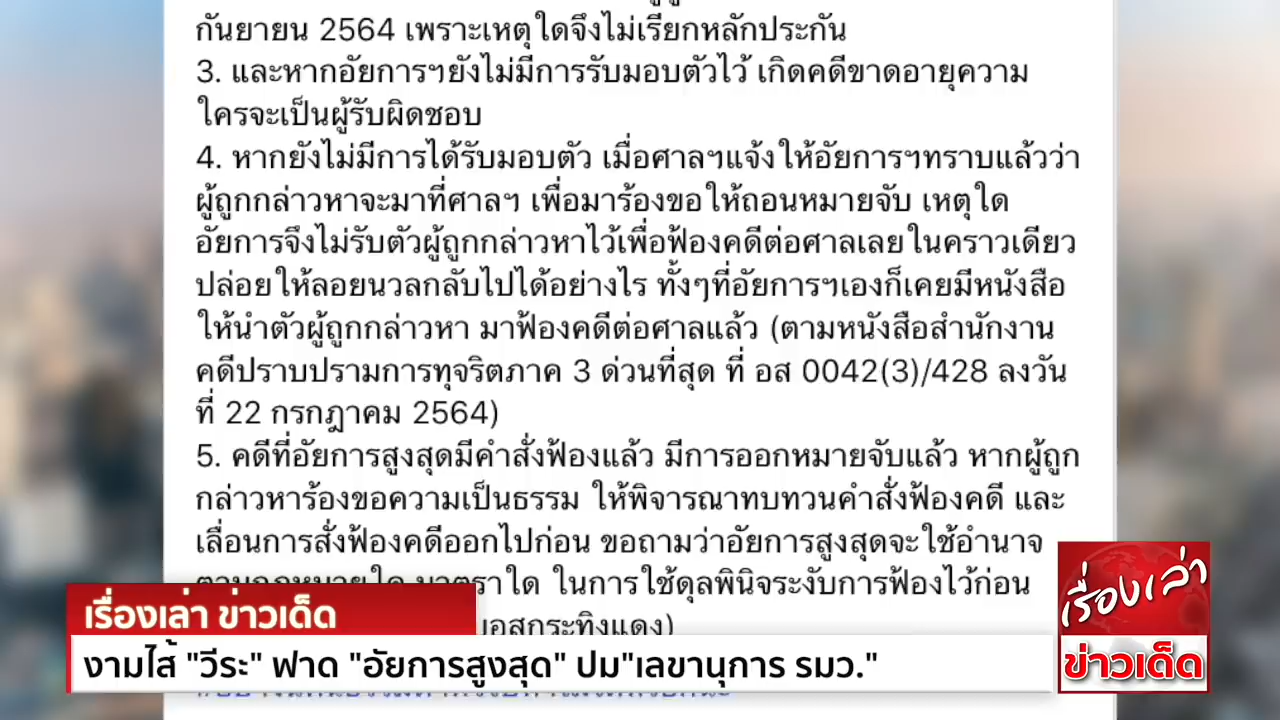 กันยายน 2564 เพราะเหตุใดจึงไม่เรียกหลักประกัน
3. และหากอัยการฯยังไม่มีการรับมอบตัวไว้ เกิดคดีขาดอายุความ
ใครจะเป็นผู้รับผิดชอบ
4. หากยังไม่มีการได้รับมอบตัว เมื่อศาลฯแจ้งให้อัยการฯทราบแล้วว่า
ผู้ถูกกล่าวหาจะมาที่ศาลฯ เพื่อมาร้องขอให้ถอนหมายจับ เหตุใด
อัยการจึงไม่รับตัวผู้ถูกกล่าวหาไว้เพื่อฟ้องคดีต่อศาลเลยในคราวเดียว
ปล่อยให้ลอยนวลกลับไปได้อย่างไร ทั้งๆที่อัยการฯเองก็เคยมีหนังสือ
ให้นำตัวผู้ถูกกล่าวหา มาฟ้องคดีต่อศาลแล้ว (ตามหนังสือสำนักงาน
คดีปราบปรามการทุจริตภาค 3 ด่วนที่สุด ที่ อส 0042(3)/428 ลงวัน
ที่ 22 กรกฎาคม 2564)
5. คดีที่อัยการสูงสุดมีคำสั่งฟ้องแล้ว มีการออกหมายจับแล้ว หากผู้ถูก
กล่าวหาร้องขอความเป็นธรรม ให้พิจารณาทบทวนคำสั่งฟ้องคดี และ
เลื่อนการสั่งฟ้องคดีออกไปก่อน ขอถามว่าอัยการสูงสุดจะใช้อำนาจ
ตามกฎหมายใด มาตราใด ในการใช้ดุลพินิจระงับการฟ้องไว้ก่อน
บอสกระทิงแดง)
เรื่องเล่า ข่าวเด็ด
งามไส้ "วีระ" ฟาด "อัยการสูงสุด" ปม"เลขานุการ รมว."
เรื่องเล่า
ข่าวเด็ด